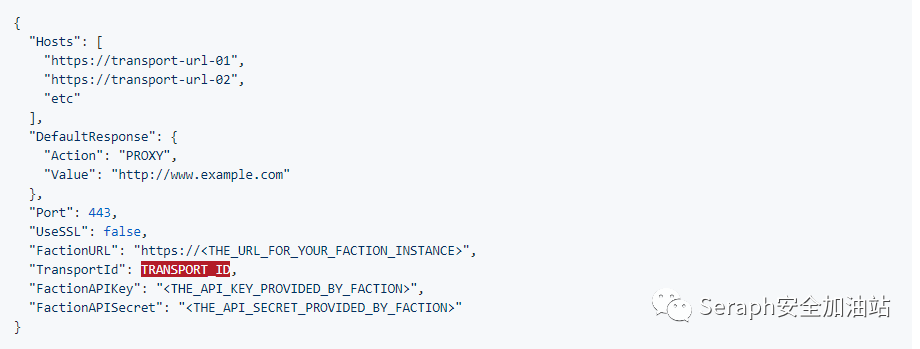 {
  "Hosts": [
    "https://transport-url-01",
    "https://transport-url-02",
    "etc"
  ],
  "DefaultResponse": {
    "Action": "PROXY",
    "Value": "http://www.example.com"
  },
  "Port": 443,
  "UseSSL": false,
  "FactionURL": "https://<THE_URL_FOR_YOUR_FACTION_INSTANCE>",
  "TransportId": TRANSPORT_ID,
  "FactionAPIKey": "<THE_API_KEY_PROVIDED_BY_FACTION>",
  "FactionAPISecret": "<THE_API_SECRET_PROVIDED_BY_FACTION>"
}
Seraph安全加油站